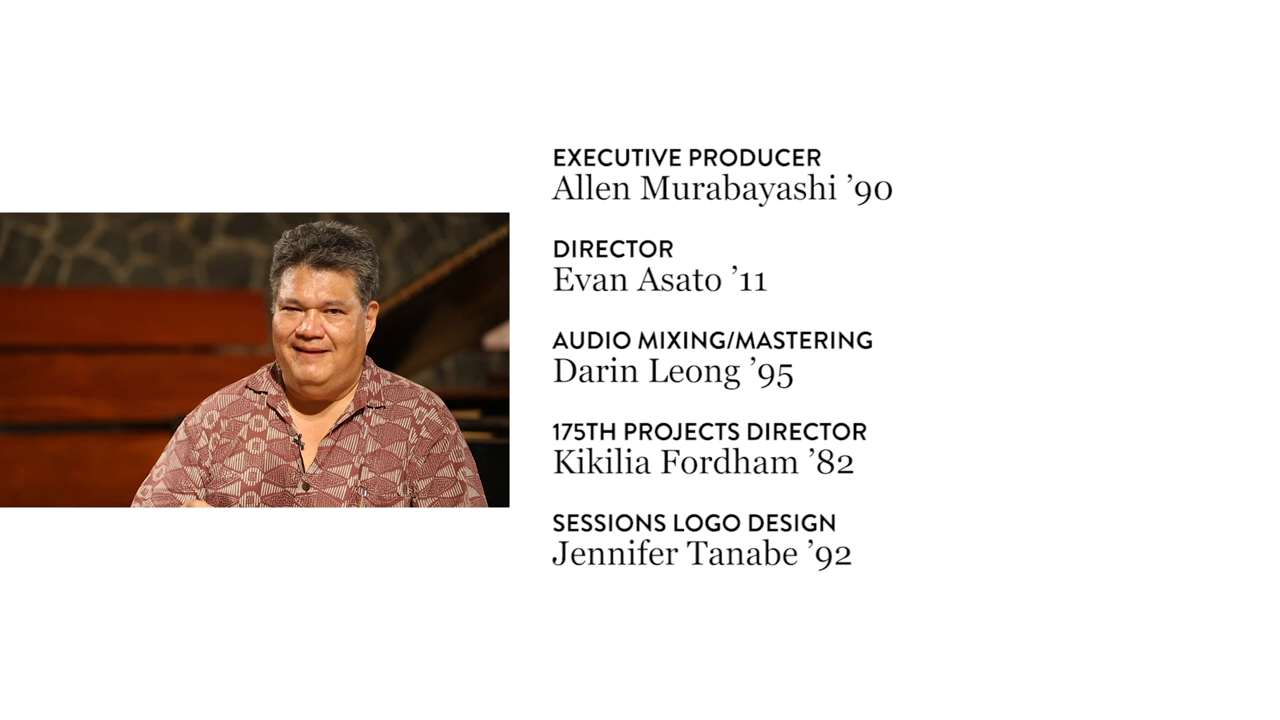 EXECUTIVE PRODUCER
Allen Murabayashi ’90
DIRECTOR
Evan Asato ’11
AUDIO MIXING/MASTERING
Darin Leong ’95
175TH PROJECTS DIRECTOR
Kikilia Fordham ’82
SESSIONS LOGO DESIGN
Jennifer Tanabe ’92